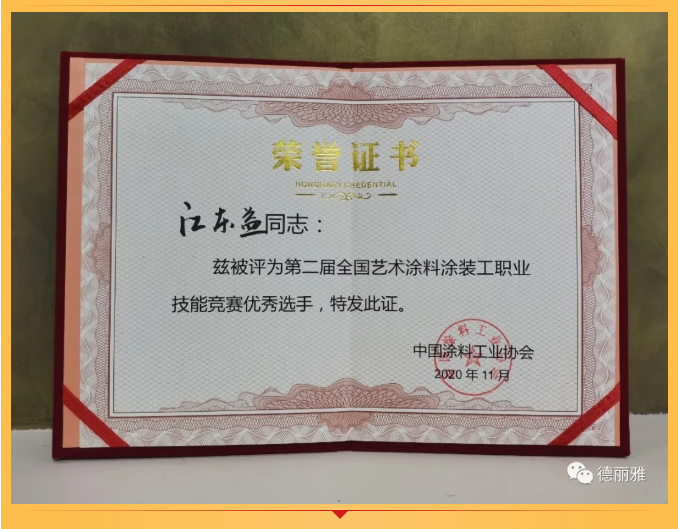 荣誉证书
HONORARY CREDENTIAL
江东益同志：
兹被评为第二届全国艺术涂料涂装工职业
技能竞赛优秀选手，特发此证。
中国涂料工业协会
2020年11月
德丽雅